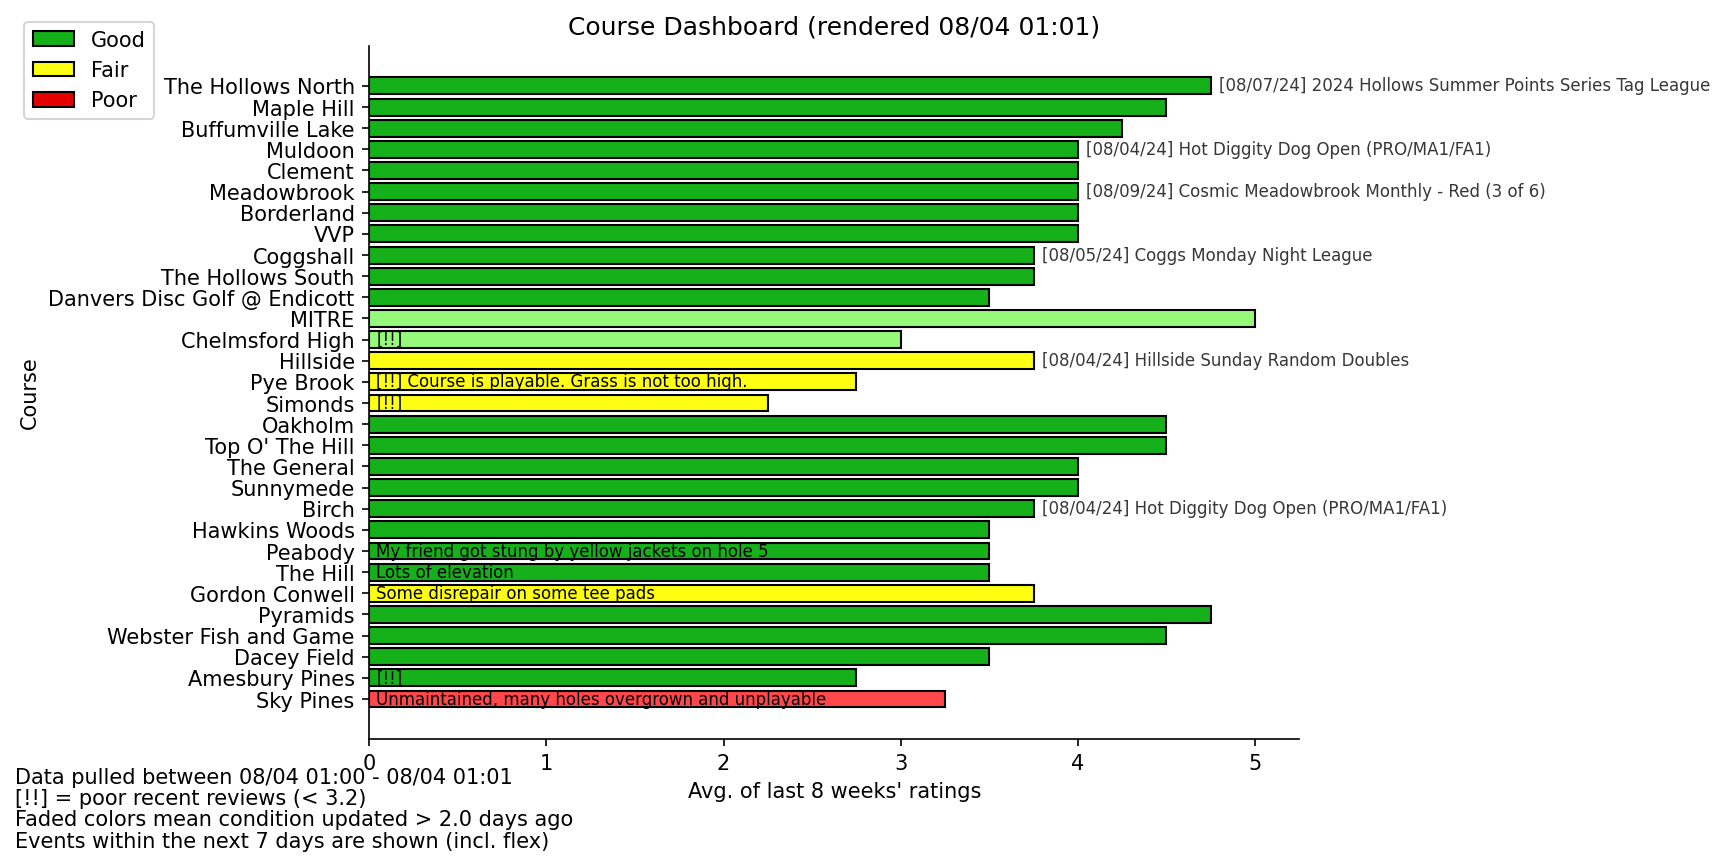 Course Dashboard (rendered 08/04 01:01)
Good
Fair
Poor
The Hollows North [08/07/24] 2024 Hollows Summer Points Series Tag League
Maple Hill
Buffumville Lake
Muldoon [08/04/24] Hot Diggity Dog Open (PRO/MA1/FA1)
Clement
Meadowbrook [08/09/24] Cosmic Meadowbrook Monthly - Red (3 of 6)
Borderland
VVP
Coggshall [08/05/24] Coggs Monday Night League
The Hollows South
Danvers Disc Golf @ Endicott
MITRE
Chelmsford High [!!]
Hillside [08/04/24] Hillside Sunday Random Doubles
Pye Brook [!!] Course is playable. Grass is not too high.
Simonds [!!]
Oakholm
Top O' The Hill
The General
Sunnymede
Birch [08/04/24] Hot Diggity Dog Open (PRO/MA1/FA1)
Hawkins Woods
Peabody My friend got stung by yellow jackets on hole 5
The Hill Lots of elevation
Gordon Conwell Some disrepair on some tee pads
Pyramids
Webster Fish and Game
Dacey Field
Amesbury Pines [!!]
Sky Pines Unmaintained, many holes overgrown and unplayable
Course
0 1 2 3 4 5
Avg. of last 8 weeks' ratings
Data pulled between 08/04 01:00 - 08/04 01:01
[!!] = poor recent reviews (< 3.2)
Faded colors mean condition updated > 2.0 days ago
Events within the next 7 days are shown (incl. flex)